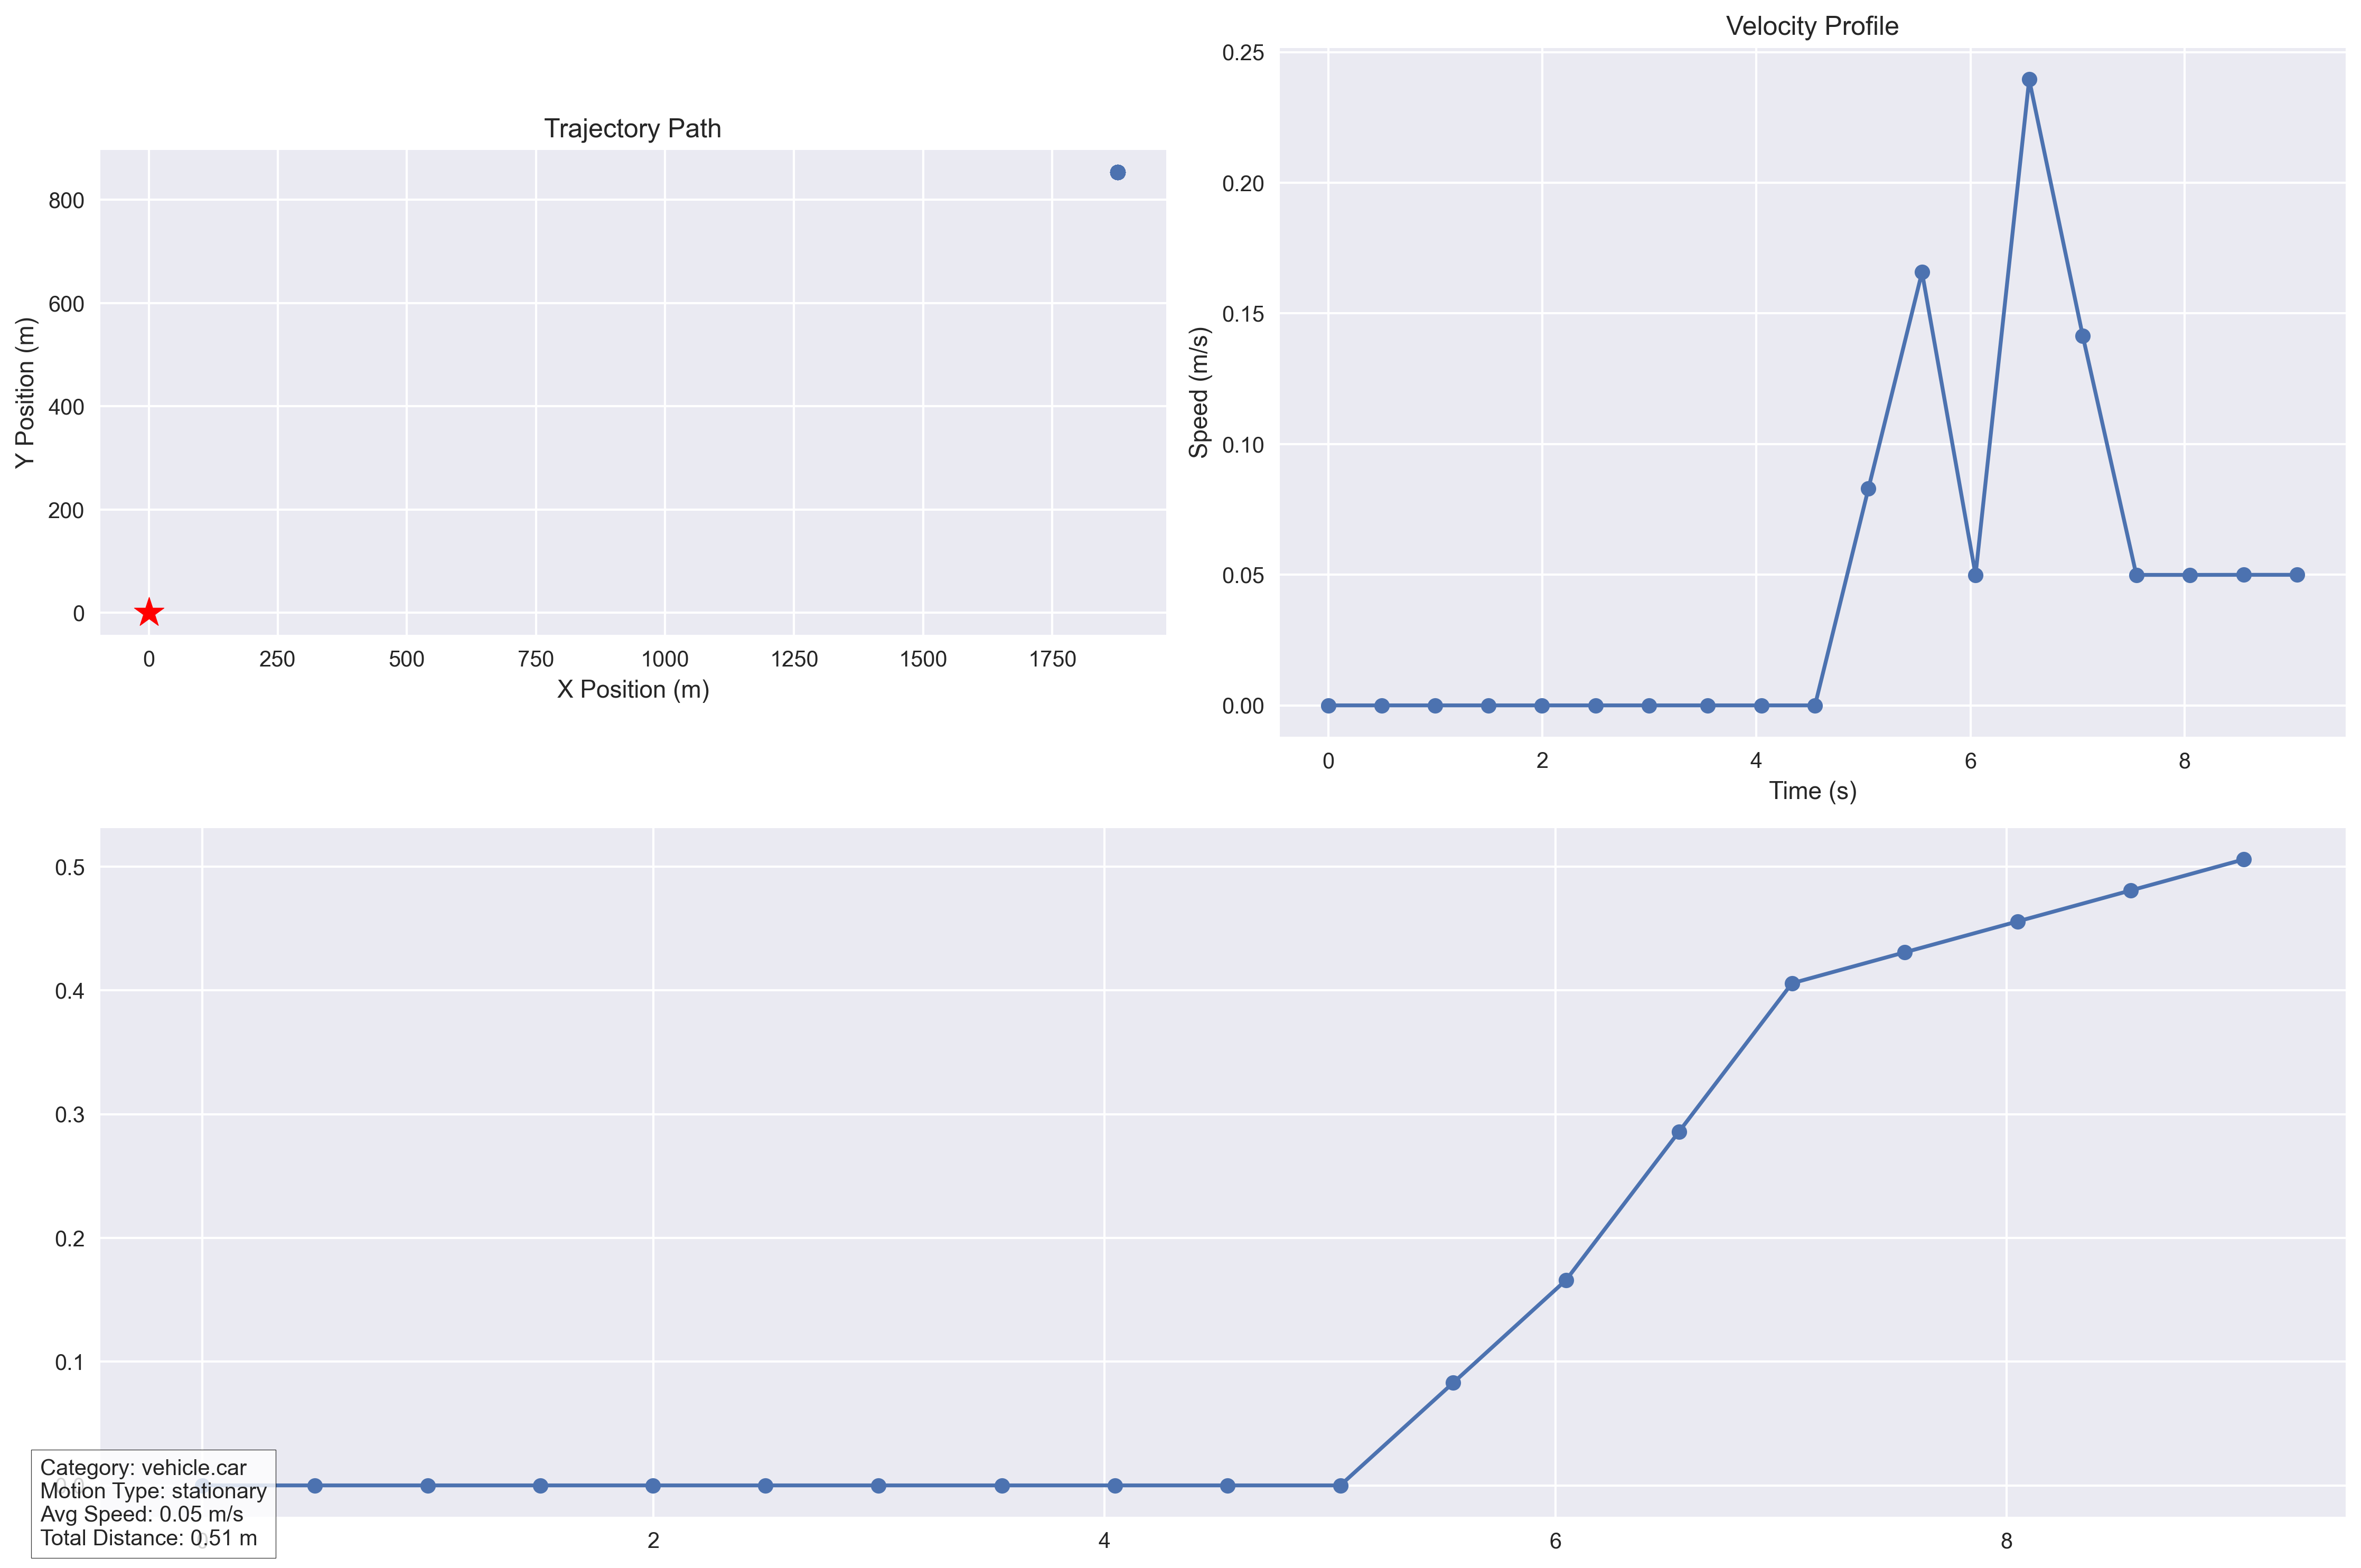 Trajectory Path
Y Position (m)
800
600
400
200
0
0 250 500 750 1000 1250 1500 1750
X Position (m)
Velocity Profile
Speed (m/s)
0.25
0.20
0.15
0.10
0.05
0.00
0 2 4 6 8
Time (s)
0.5
0.4
0.3
0.2
0.1
0.0
0 2 4 6 8
Category: vehicle.car
Motion Type: stationary
Avg Speed: 0.05 m/s
Total Distance: 0.51 m